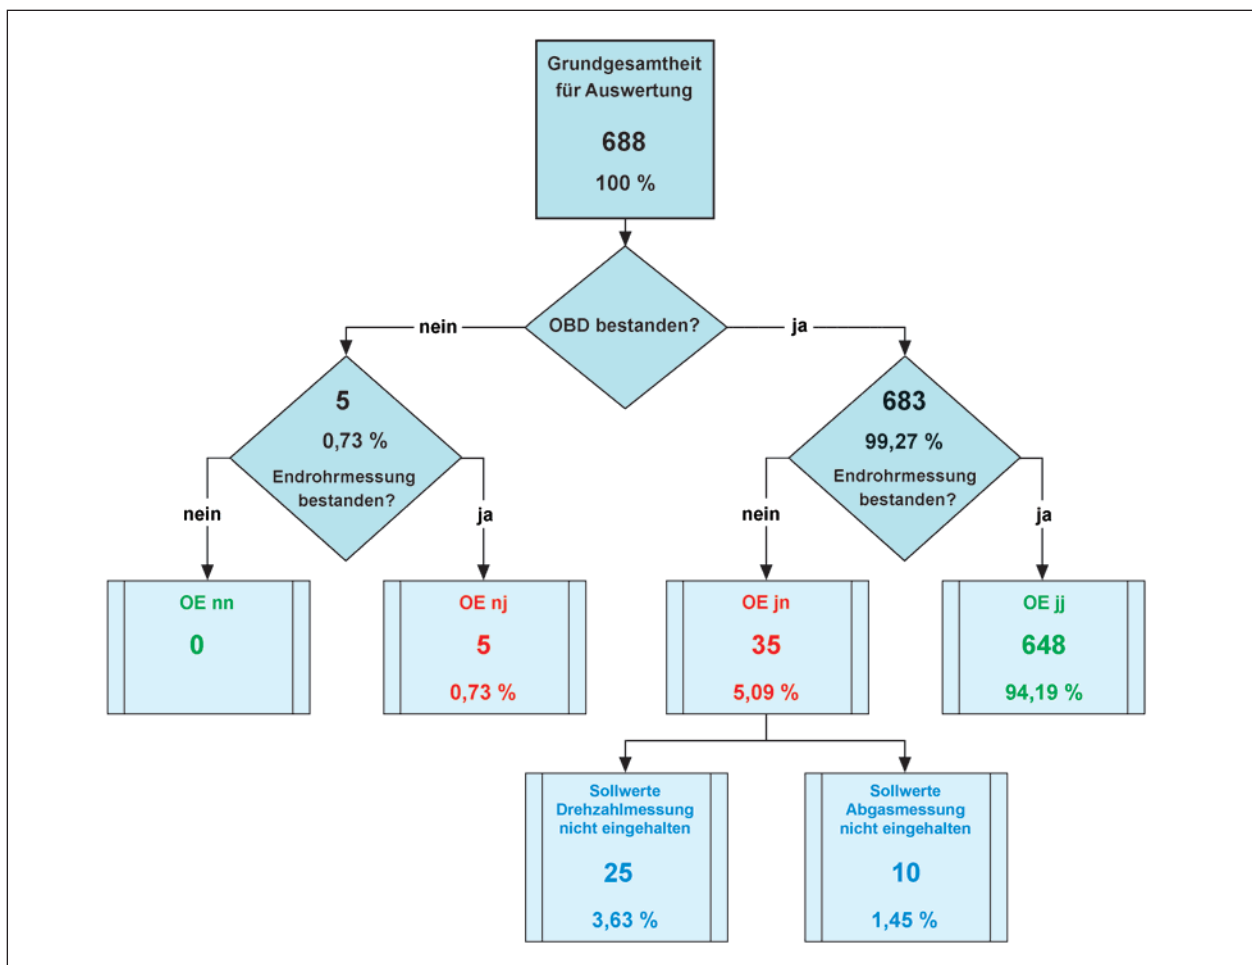 Grundgesamtheit
für Auswertung
688
100 %
OBD bestanden?
nein
ja
5
0,73 %
Endrohrmessung
bestanden?
683
99,27 %
Endrohrmessung
bestanden?
nein
ja
nein
ja
OE nn
0
OE nj
5
0,73 %
OE jn
35
5,09 %
OE jj
648
94,19 %
Sollwerte
Drehzahlmessung
nicht eingehalten
25
3,63 %
Sollwerte
Abgasmessung
nicht eingehalten
10
1,45 %